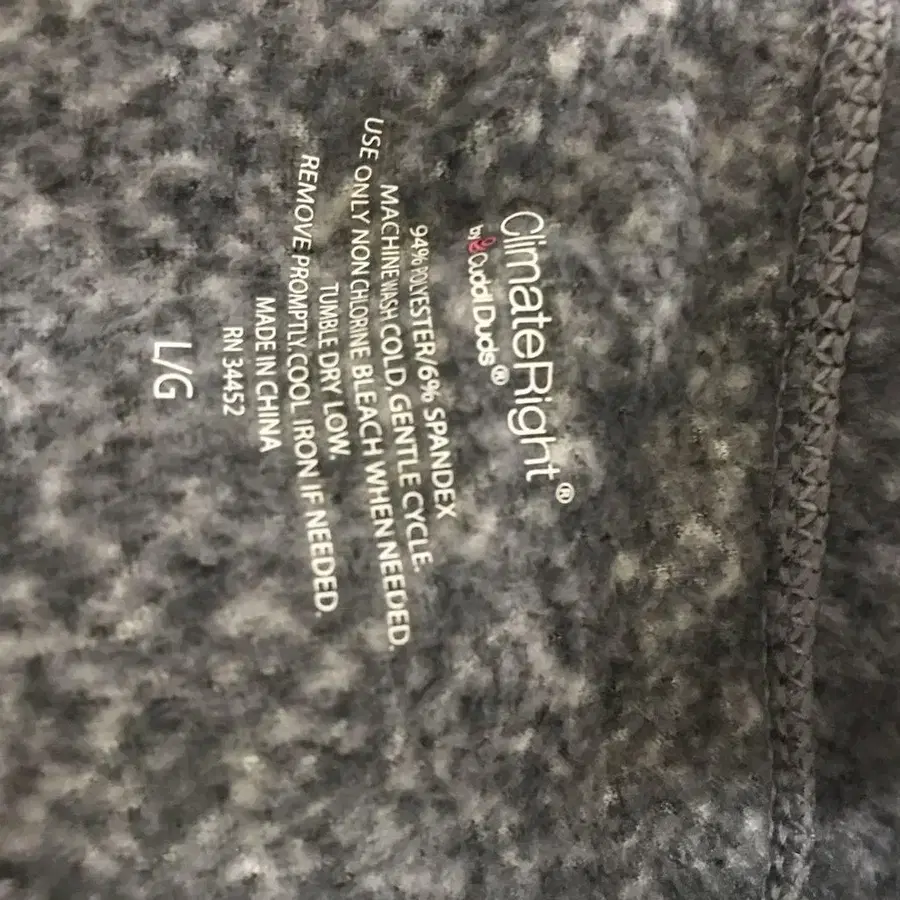 ClimateRight®
by Cuddl Duds®
94% POLYESTER/6% SPANDEX
MACHINE WASH COLD, GENTLE CYCLE.
USE ONLY NON CHLORINE BLEACH WHEN NEEDED.
TUMBLE DRY LOW.
REMOVE PROMPTLY. COOL IRON IF NEEDED.
MADE IN CHINA
RN 34452
L/G